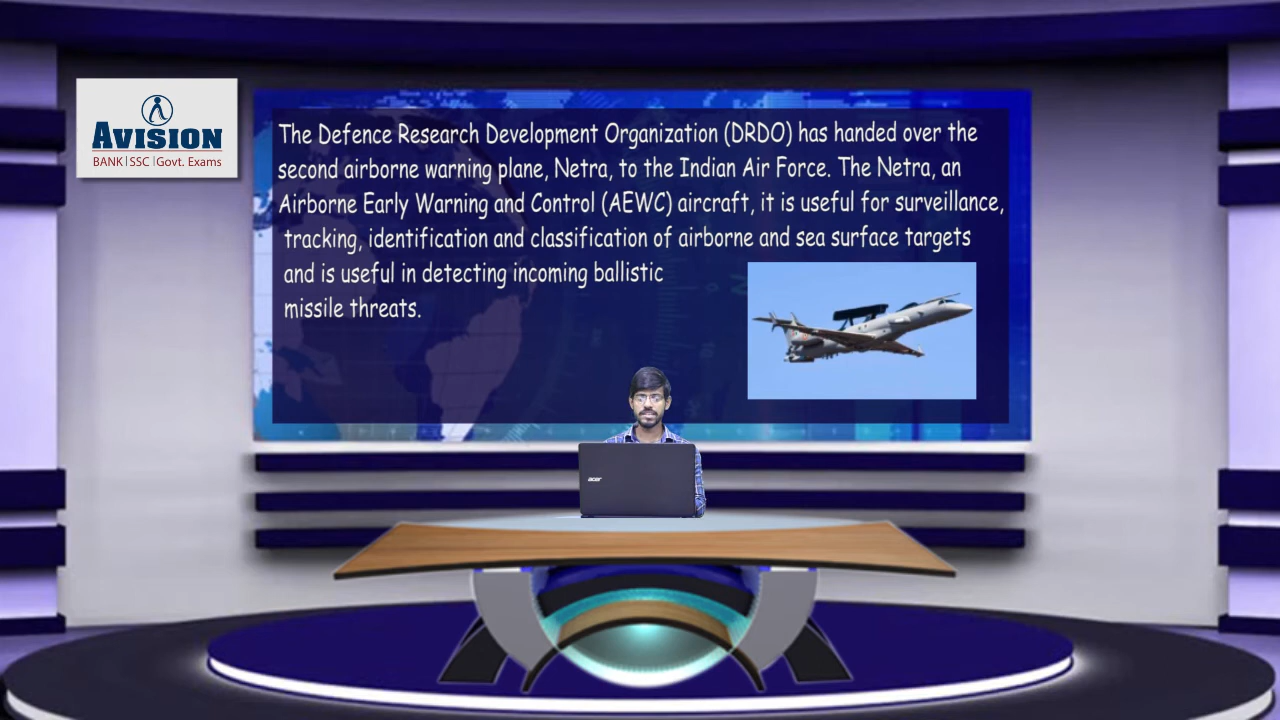 AVISION
BANK|SSC|Govt. Exams
The Defence Research Development Organization (DRDO) has handed over the
second airborne warning plane, Netra, to the Indian Air Force. The Netra, an
Airborne Early Warning and Control (AEWC) aircraft, it is useful for surveillance,
tracking, identification and classification of airborne and sea surface targets
and is useful in detecting incoming ballistic
missile threats.
acer